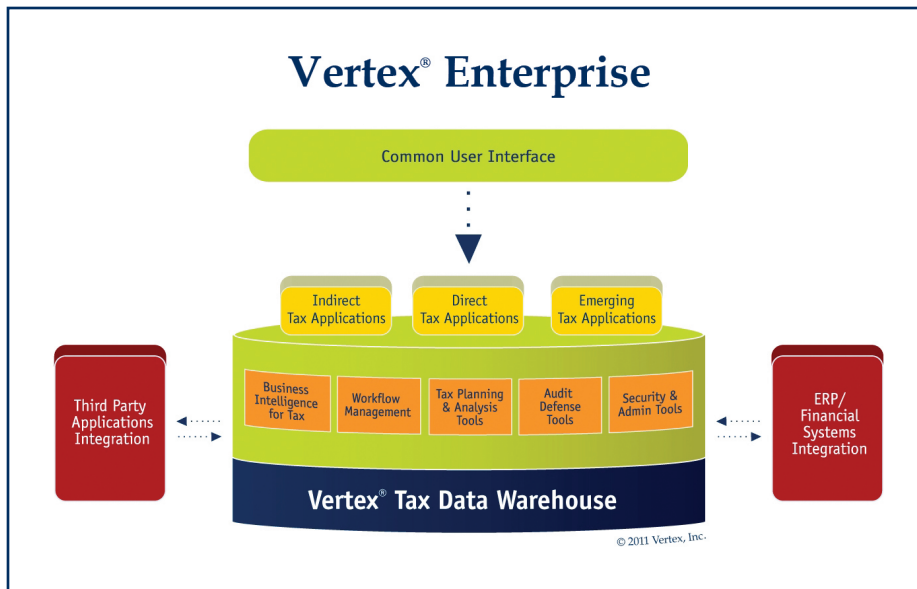 Vertex® Enterprise
Common User Interface
Indirect
Tax Applications
Direct
Tax Applications
Emerging
Tax Applications
Third Party
Applications
Integration
Business
Intelligence
for Tax
Workflow
Management
Tax Planning
& Analysis
Tools
Audit
Defense
Tools
Security &
Admin Tools
ERP/
Financial
Systems
Integration
Vertex® Tax Data Warehouse
© 2011 Vertex, Inc.